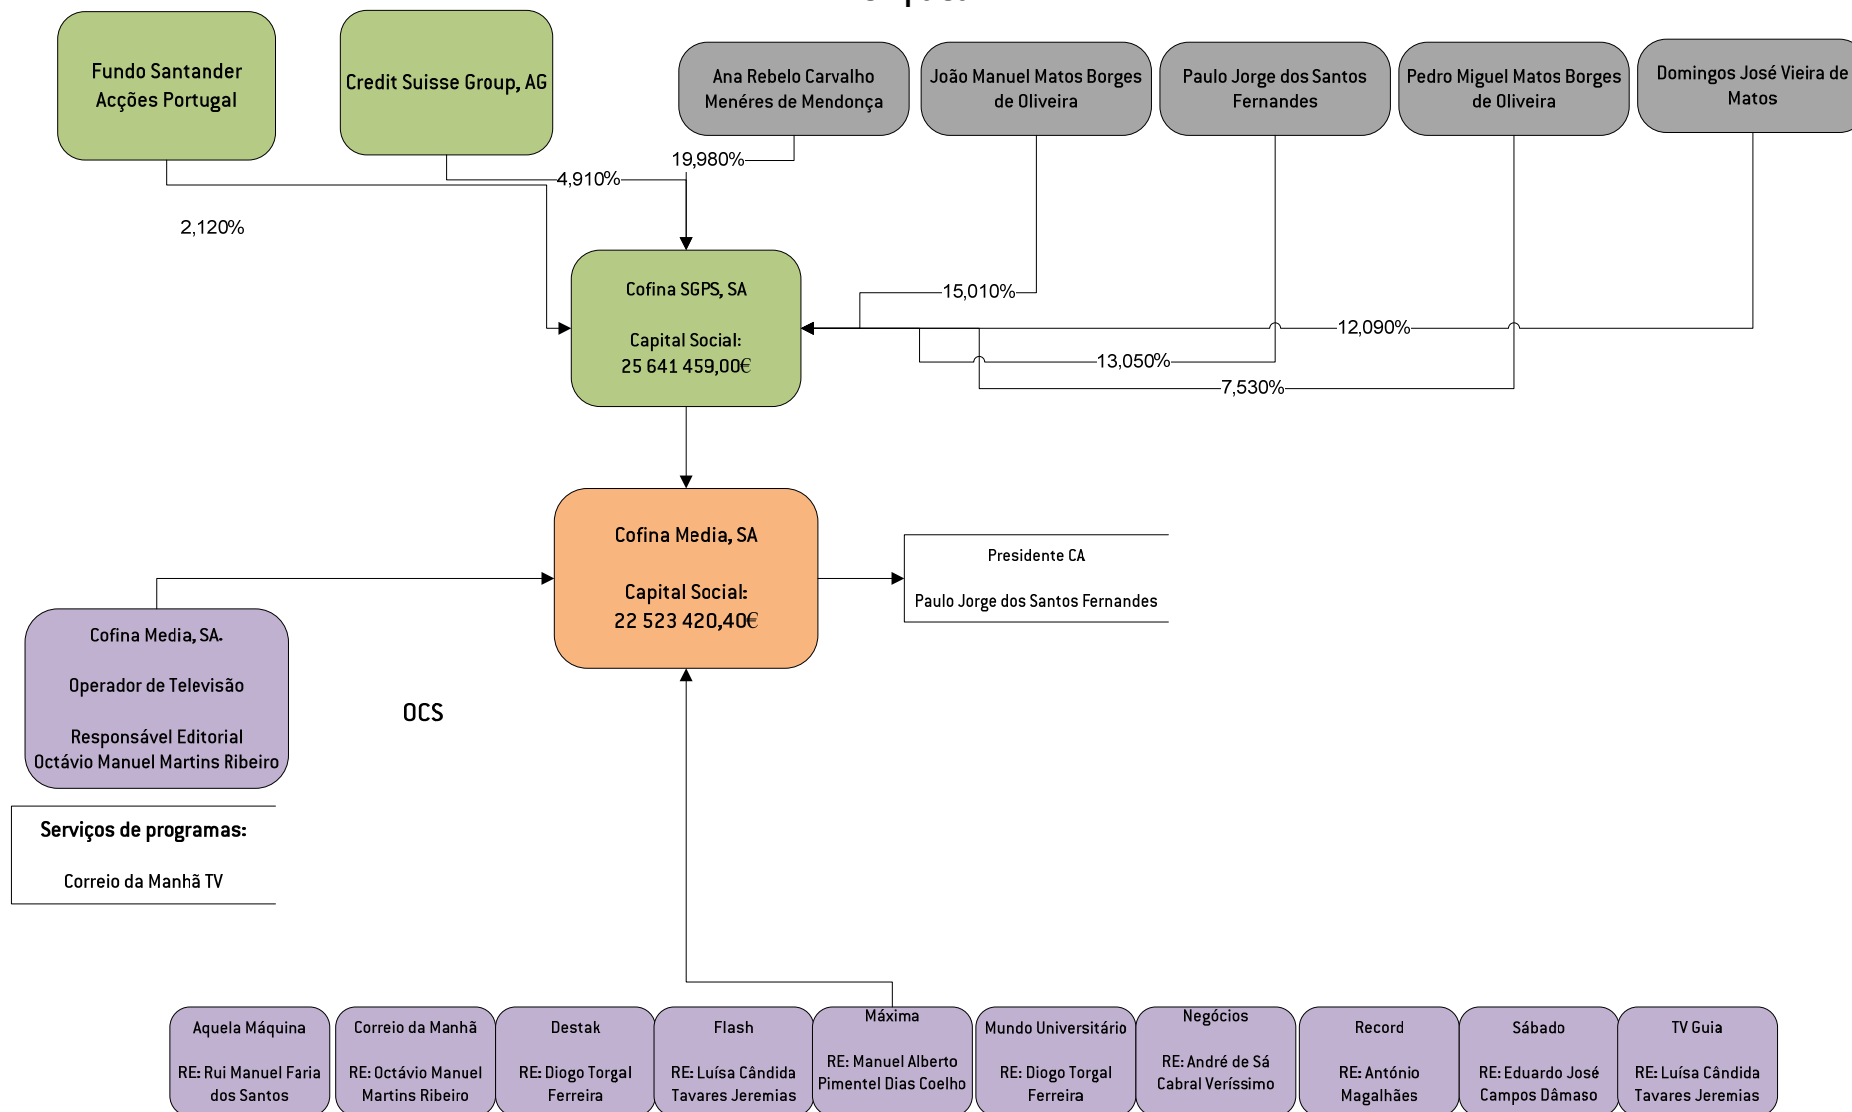 Fundo Santander
Acções Portugal
Credit Suisse Group, AG
Ana Rebelo Carvalho
Menéres de Mendonça
João Manuel Matos Borges
de Oliveira
Paulo Jorge dos Santos
Fernandes
Pedro Miguel Matos Borges
de Oliveira
Domingos José Vieira de
Matos
19,980%
4,910%
2,120%
15,010%
12,090%
13,050%
7,530%
Cofina SGPS, SA
Capital Social:
25 641 459,00€
Cofina Media, SA
Capital Social:
22 523 420,40€
Presidente CA
Paulo Jorge dos Santos Fernandes
Cofina Media, SA.
Operador de Televisão
Responsável Editorial
Octávio Manuel Martins Ribeiro
OCS
Serviços de programas:
Correio da Manhã TV
Aquela Máquina
RE: Rui Manuel Faria
dos Santos
Correio da Manhã
RE: Octávio Manuel
Martins Ribeiro
Destak
RE: Diogo Torgal
Ferreira
Flash
RE: Luísa Cândida
Tavares Jeremias
Máxima
RE: Manuel Alberto
Pimentel Dias Coelho
Mundo Universitário
RE: Diogo Torgal
Ferreira
Negócios
RE: André de Sá
Cabral Veríssimo
Record
RE: António
Magalhães
Sábado
RE: Eduardo José
Campos Dâmaso
TV Guia
RE: Luísa Cândida
Tavares Jeremias